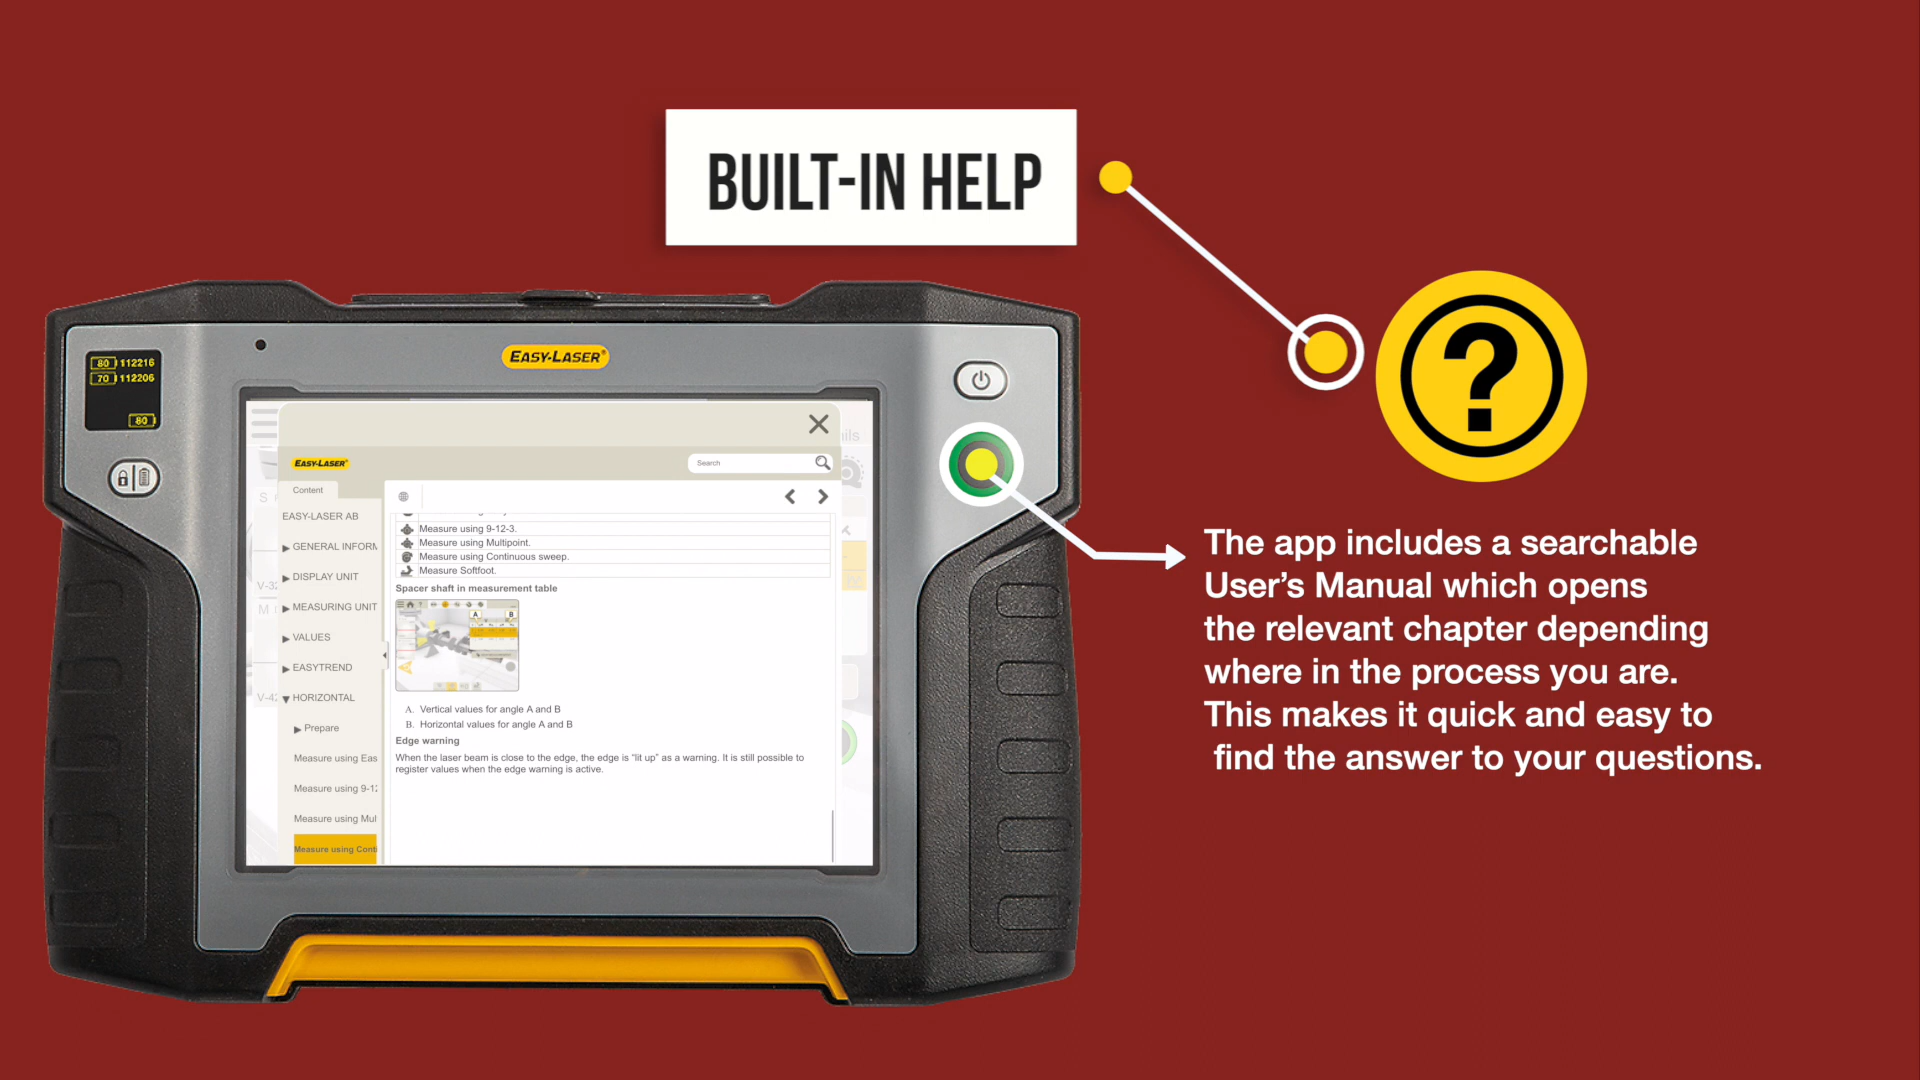 BUILT-IN HELP
80 112216
70 112206
80
EASY-LASER®
EASY-LASER®
Search
Content
EASY-LASER AB
GENERAL INFORM
DISPLAY UNIT
MEASURING UNIT
VALUES
EASYTREND
HORIZONTAL
Prepare
Measure using Eas
Measure using 9-12
Measure using Mul
Measure using Conti
Measure using 9-12-3.
Measure using Multipoint.
Measure using Continuous sweep.
Measure Softfoot.
Spacer shaft in measurement table
A
B
A. Vertical values for angle A and B
B. Horizontal values for angle A and B
Edge warning
When the laser beam is close to the edge, the edge is “lit up” as a warning. It is still possible to
register values when the edge warning is active.
ails
S
V-32
M
V-42
?
The app includes a searchable
User’s Manual which opens
the relevant chapter depending
where in the process you are.
This makes it quick and easy to
find the answer to your questions.